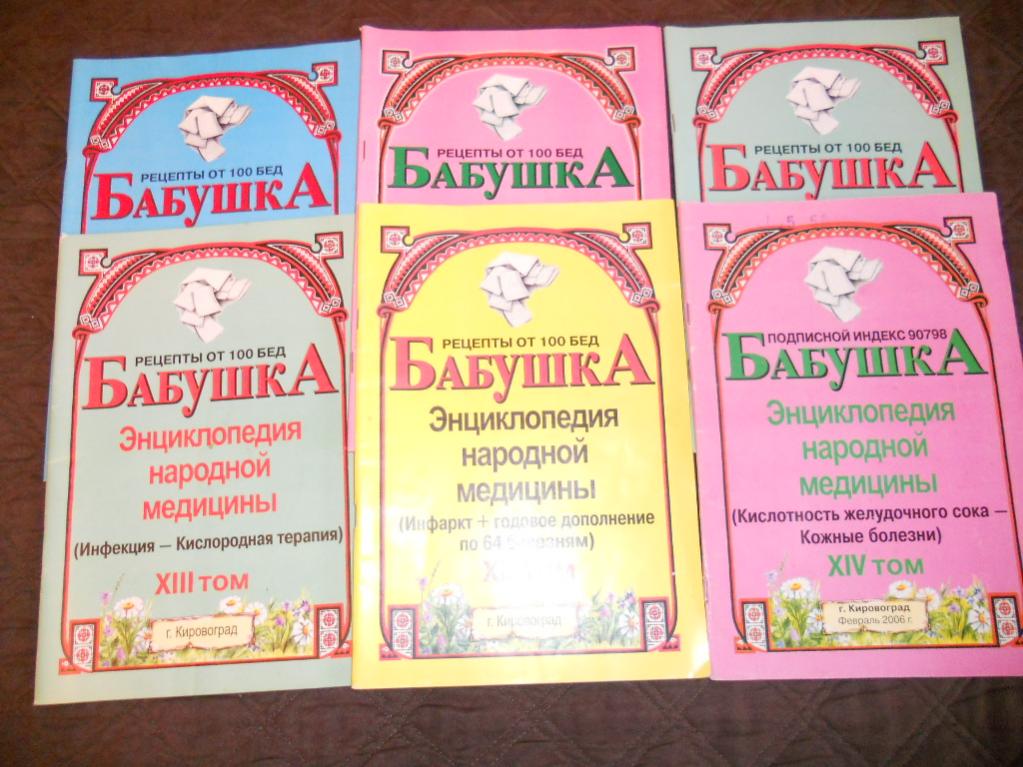 РЕЦЕПТЫ ОТ 100 БЕД
БАБУШКА
РЕЦЕПТЫ ОТ 100 БЕД
БАБУШКА
РЕЦЕПТЫ ОТ 100 БЕД
БАБУШКА
РЕЦЕПТЫ ОТ 100 БЕД
БАБУШКА
Энциклопедия
народной
медицины
(Инфекция – Кислородная терапия)
XIII том
г. Кировоград
РЕЦЕПТЫ ОТ 100 БЕД
БАБУШКА
Энциклопедия
народной
медицины
(Инфаркт + годовое дополнение
по 64 болезням)
том
г. Кировоград
ПОДПИСНОЙ ИНДЕКС 90798
БАБУШКА
Энциклопедия
народной
медицины
(Кислотность желудочного сока –
Кожные болезни)
XIV том
г. Кировоград
Февраль 2006 г.